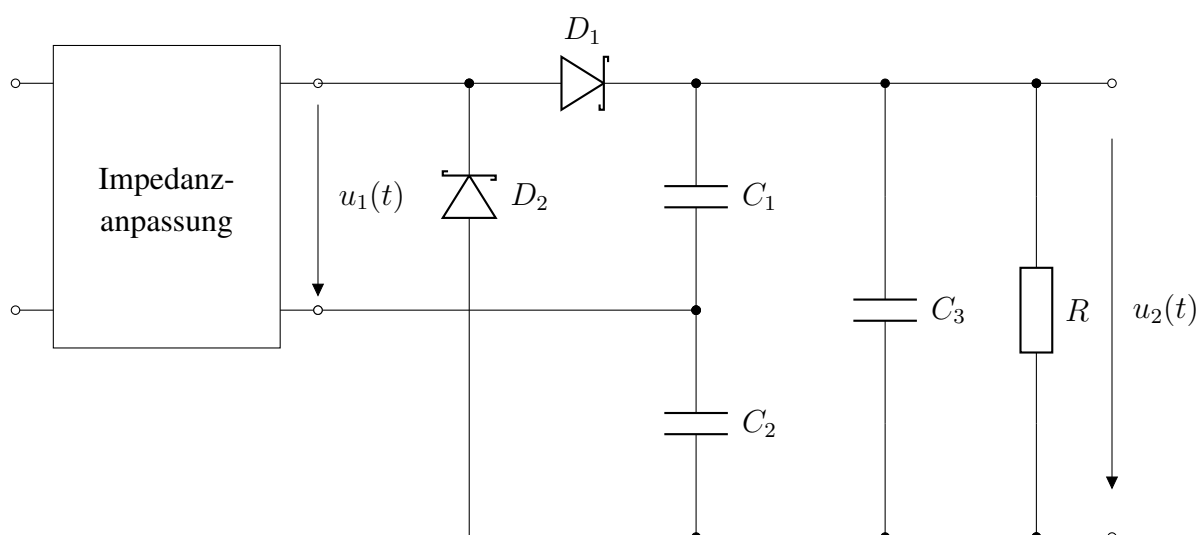 D₁
Impedanz-
anpassung
u₁(t)
D₂
C₁
C₂
C₃
R
u₂(t)